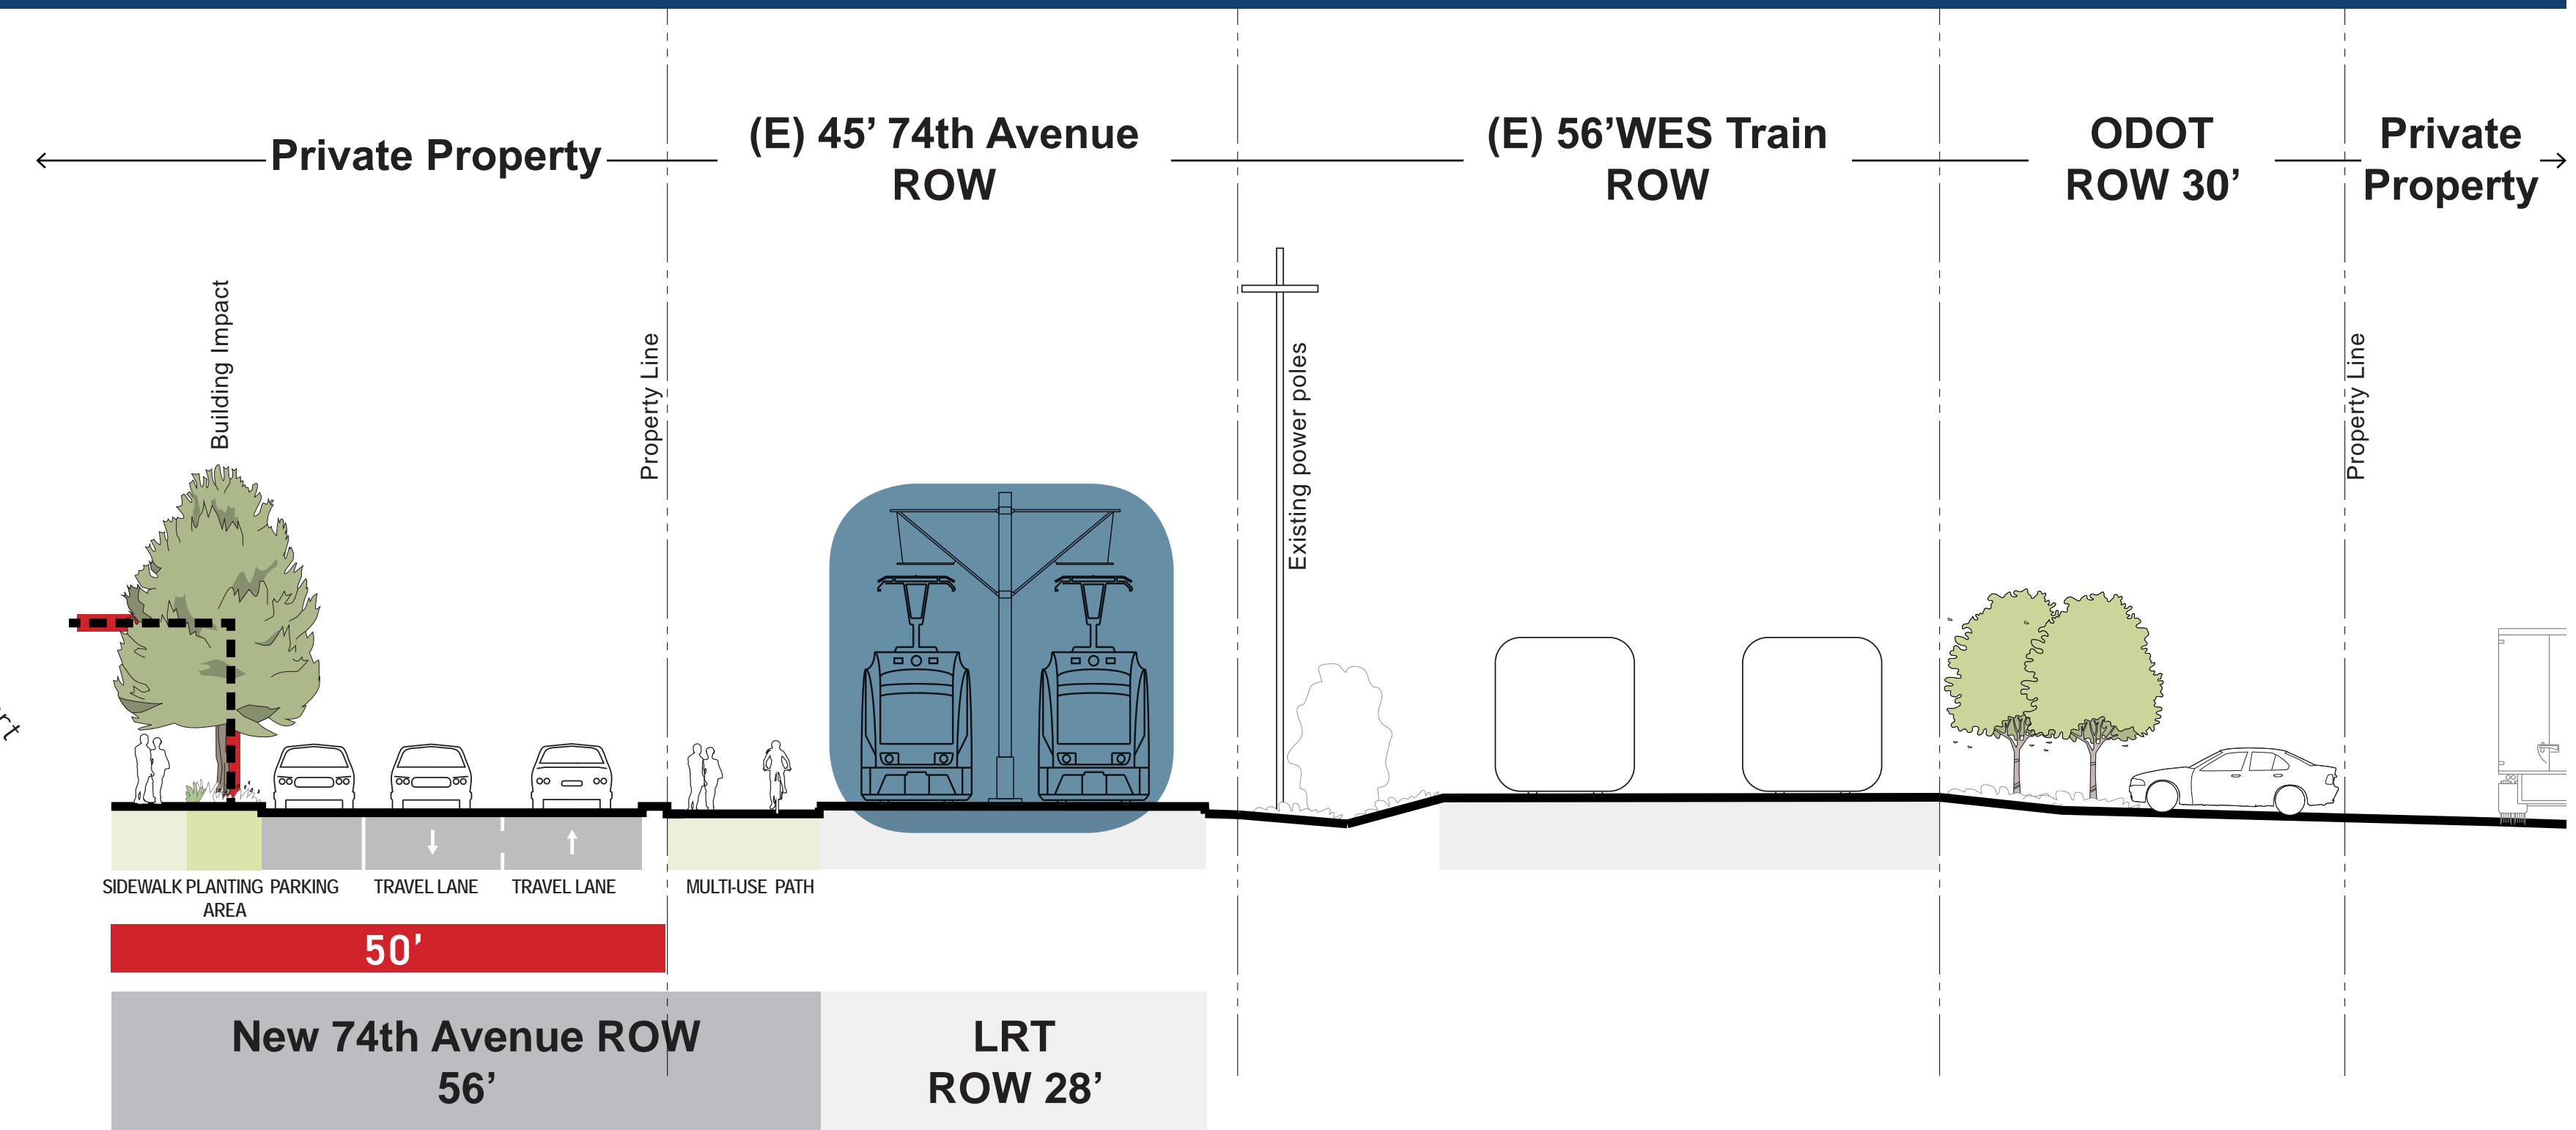 Private Property
(E) 45’ 74th Avenue
ROW
(E) 56’WES Train
ROW
ODOT
ROW 30’
Private
Property
Building Impact
Property Line
Existing power poles
Property Line
SIDEWALK
PLANTING
AREA
PARKING
TRAVEL LANE
TRAVEL LANE
MULTI-USE PATH
50’
New 74th Avenue ROW
56’
LRT
ROW 28’